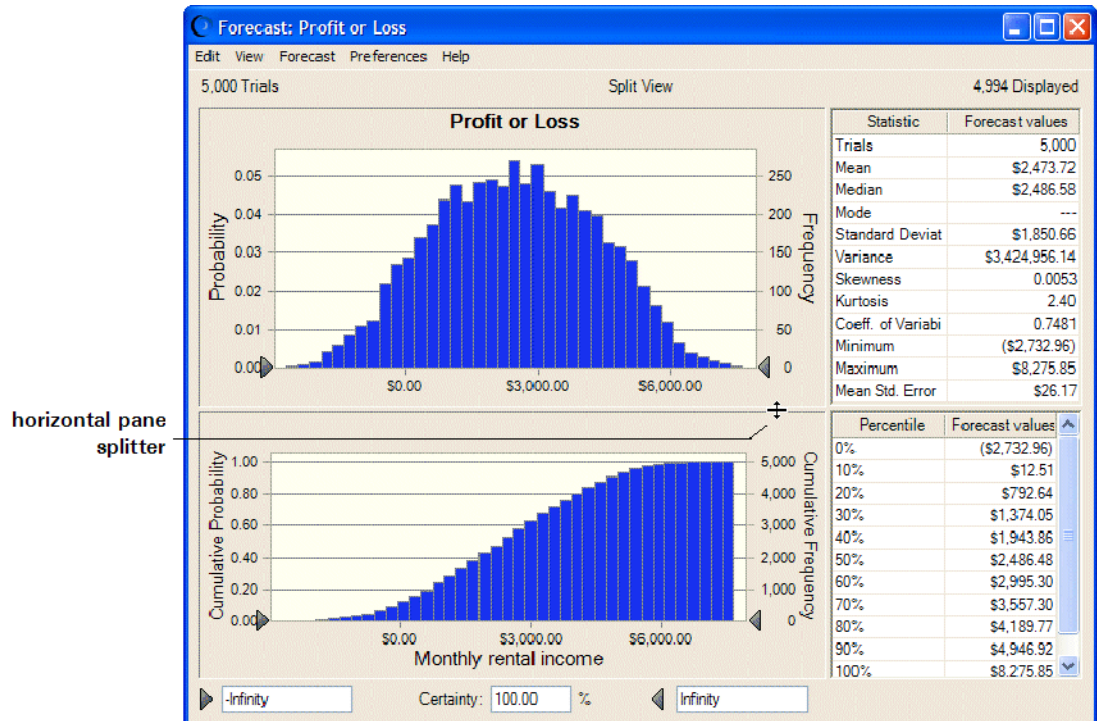 Forecast: Profit or Loss
Edit View Forecast Preferences Help
5,000 Trials Split View 4,994 Displayed
Profit or Loss
Probability
0.05
0.04
0.03
0.02
0.01
0.00
250
200
150
100
50
0
Frequency
$0.00 $3,000.00 $6,000.00
Statistic Forecast values
Trials 5,000
Mean $2,473.72
Median $2,486.58
Mode ---
Standard Deviat $1,850.66
Variance $3,424,956.14
Skewness 0.0053
Kurtosis 2.40
Coeff. of Variabi 0.7481
Minimum ($2,732.96)
Maximum $8,275.85
Mean Std. Error $26.17
horizontal pane
splitter
Cumulative Probability
1.00
0.80
0.60
0.40
0.20
0.00
5,000
4,000
3,000
2,000
1,000
0
Cumulative Frequency
$0.00 $3,000.00 $6,000.00
Monthly rental income
Percentile Forecast values
0% ($2,732.96)
10% $12.51
20% $792.64
30% $1,374.05
40% $1,943.86
50% $2,486.48
60% $2,995.30
70% $3,557.30
80% $4,189.77
90% $4,946.92
100% $8,275.85
-Infinity Certainty: 100.00 % Infinity